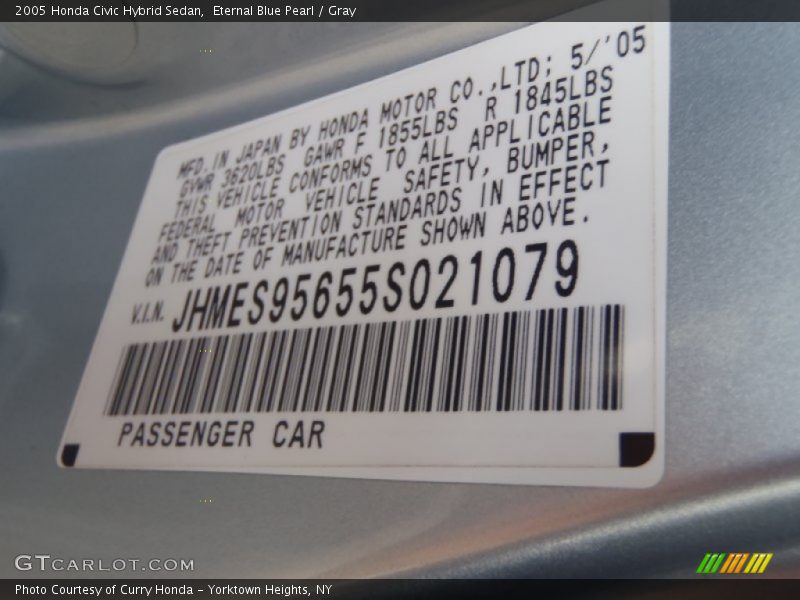 2005 Honda Civic Hybrid Sedan,  Eternal Blue Pearl / Gray
MFD. IN JAPAN BY HONDA MOTOR CO.,LTD; 5/'05
GVWR 3620LBS GAWR F 1855LBS R 1845LBS
THIS VEHICLE CONFORMS TO ALL APPLICABLE
FEDERAL MOTOR VEHICLE SAFETY, BUMPER,
AND THEFT PREVENTION STANDARDS IN EFFECT
ON THE DATE OF MANUFACTURE SHOWN ABOVE.
V.I.N. JHMES95655S021079
PASSENGER CAR
GTCARLOT.COM
Photo Courtesy of Curry Honda - Yorktown Heights, NY